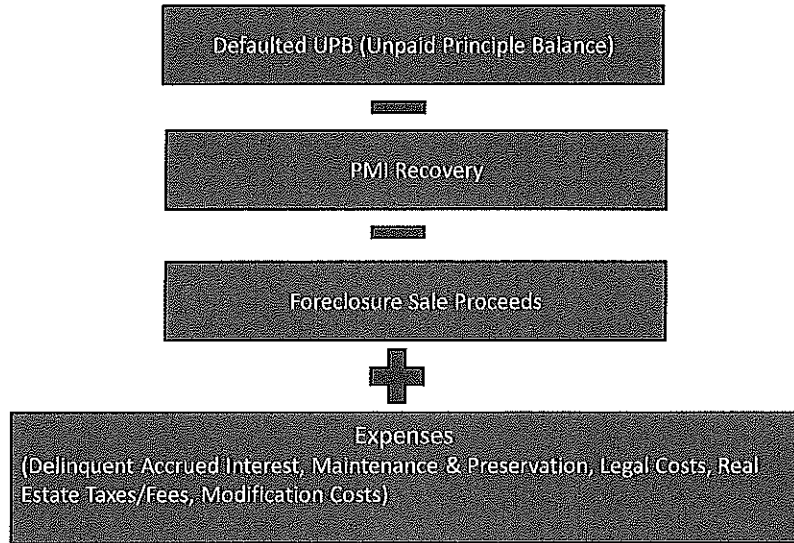 Defaulted UPB (Unpaid Principle Balance)
PMI Recovery
Foreclosure Sale Proceeds
Expenses
(Delinquent Accrued Interest, Maintenance & Preservation, Legal Costs, Real
Estate Taxes/Fees, Modification Costs)